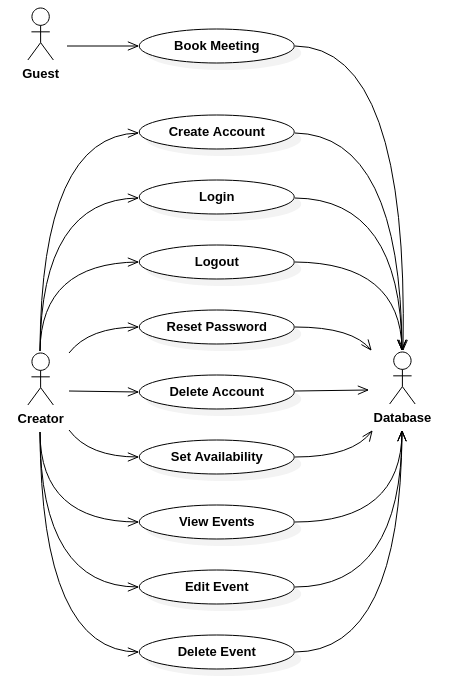 Book Meeting
Guest
Create Account
Login
Logout
Reset Password
Delete Account
Creator
Database
Set Availability
View Events
Edit Event
Delete Event